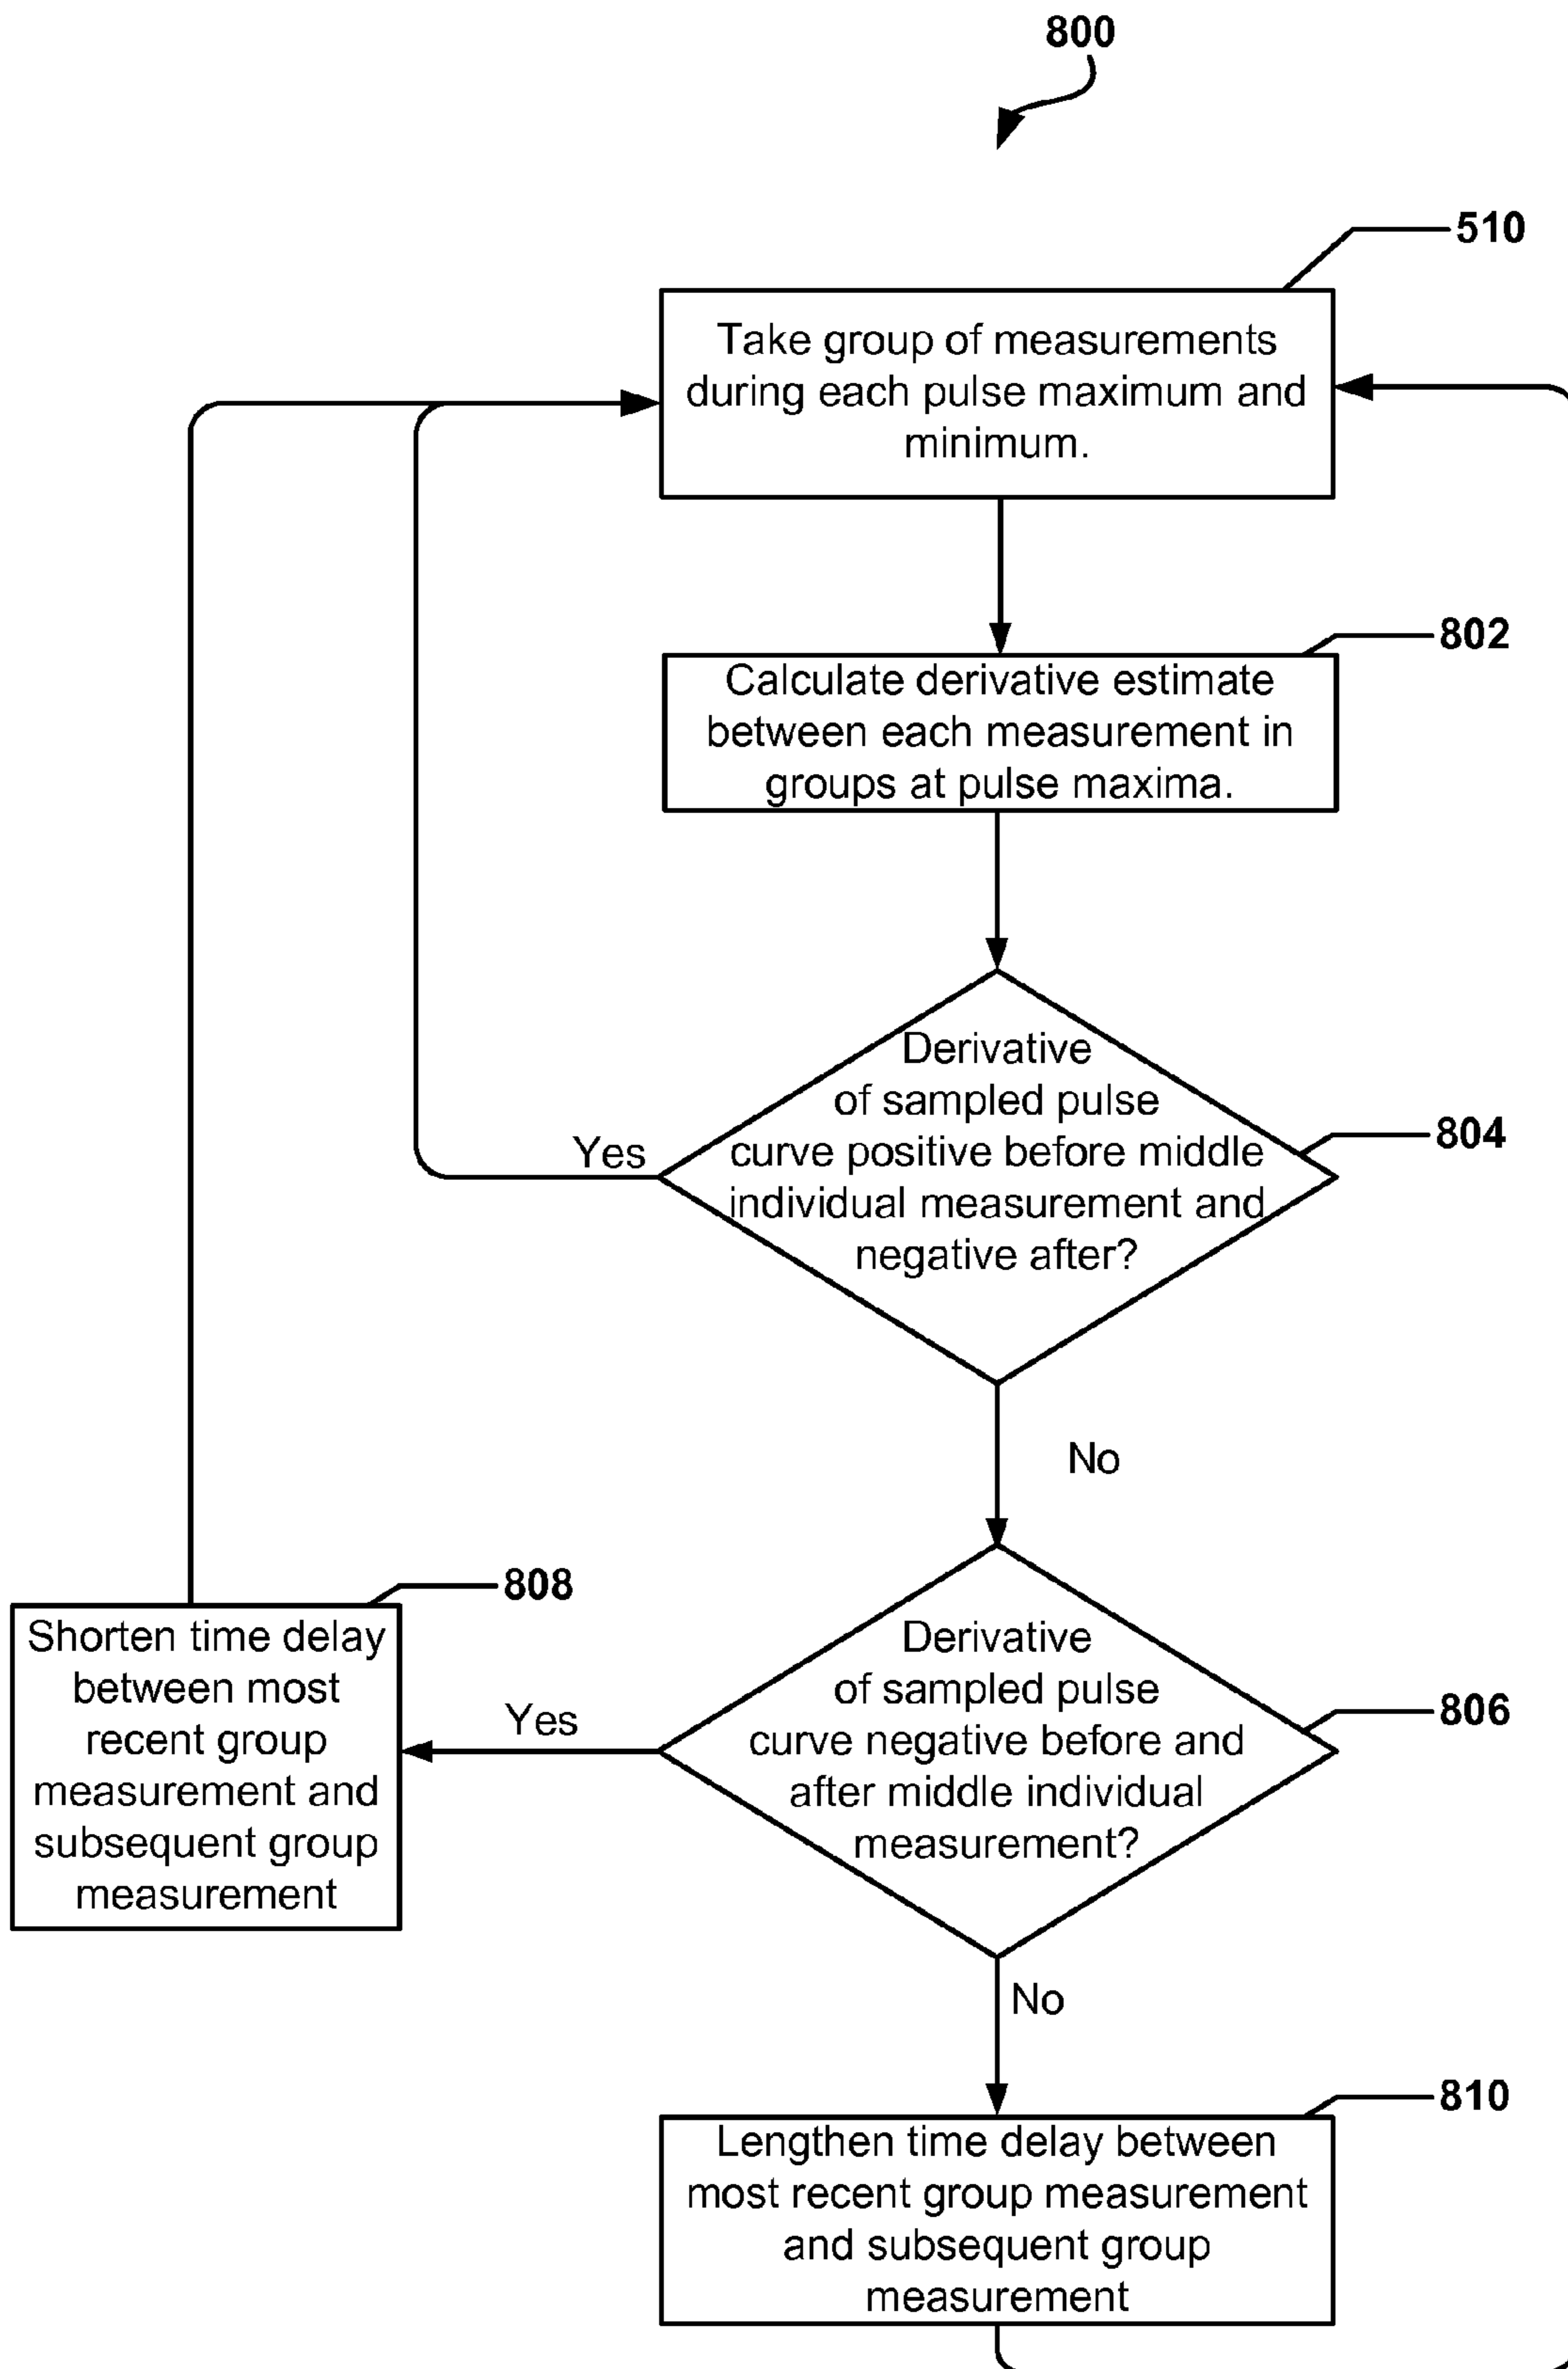 800
510
Take group of measurements
during each pulse maximum and
minimum.
802
Calculate derivative estimate
between each measurement in
groups at pulse maxima.
Derivative
of sampled pulse
curve positive before middle
individual measurement and
negative after?
804
Yes
No
808
Shorten time delay
between most
recent group
measurement and
subsequent group
measurement
Yes
Derivative
of sampled pulse
curve negative before and
after middle individual
measurement?
806
No
810
Lengthen time delay between
most recent group measurement
and subsequent group
measurement